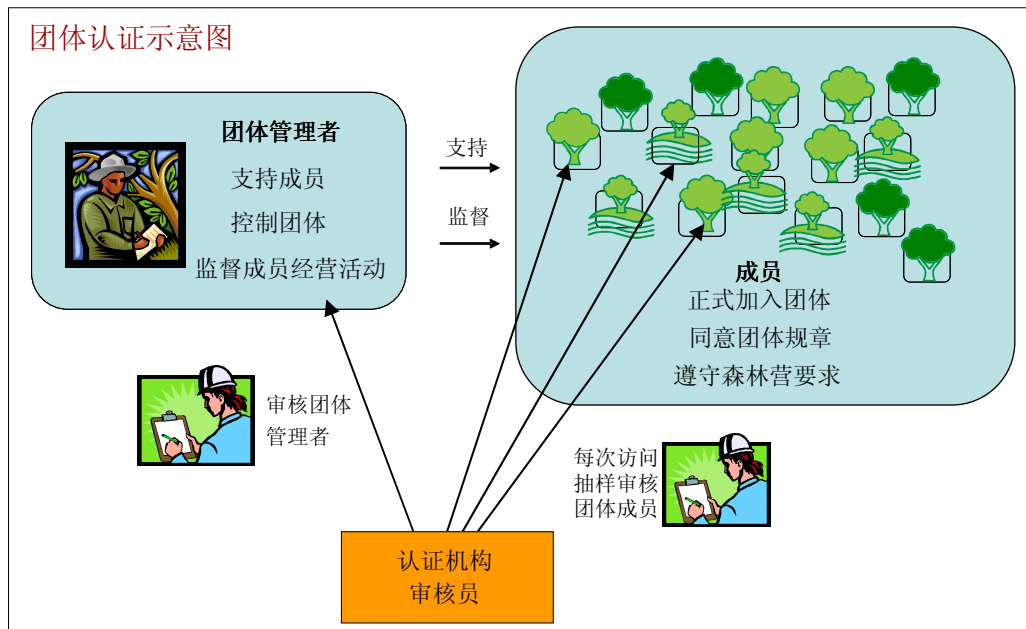 团体认证示意图
团体管理者
支持成员
控制团体
监督成员经营活动
支持
监督
成员
正式加入团体
同意团体规章
遵守森林营要求
审核团体
管理者
每次访问
抽样审核
团体成员
认证机构
审核员